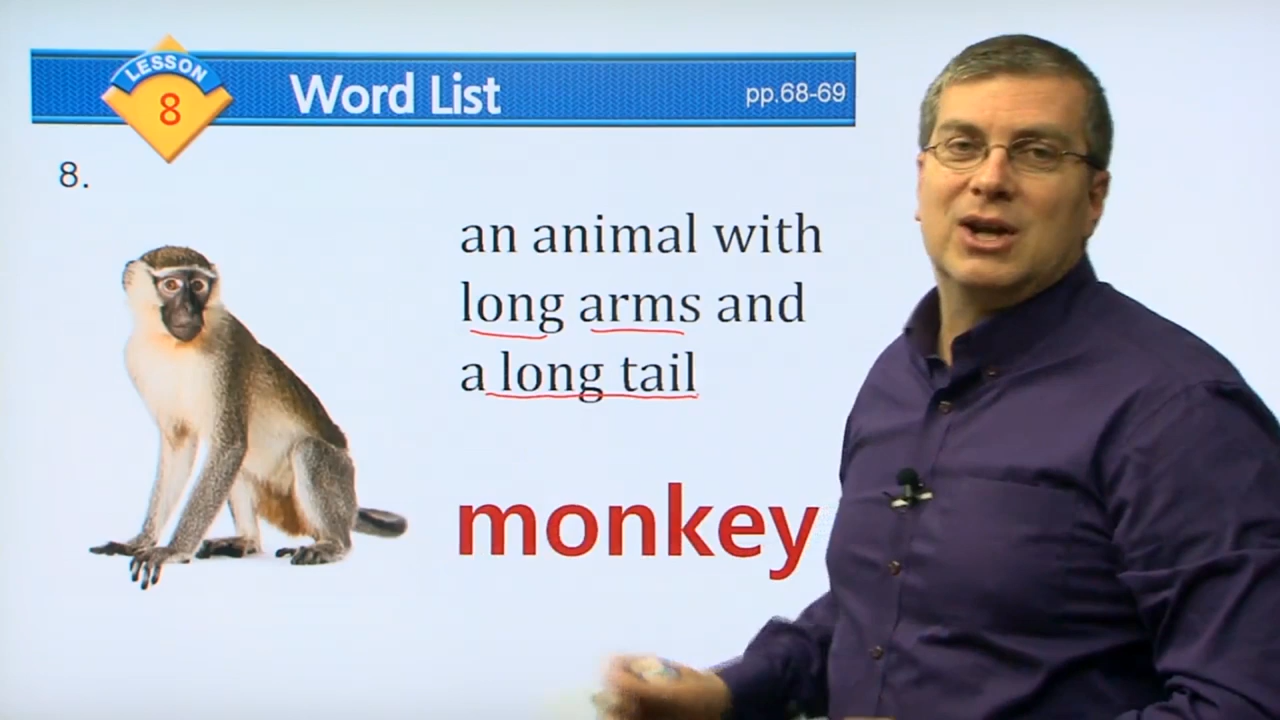 LESSON
8
Word List
pp.68-69
8.
an animal with
long arms and
a long tail
monkey